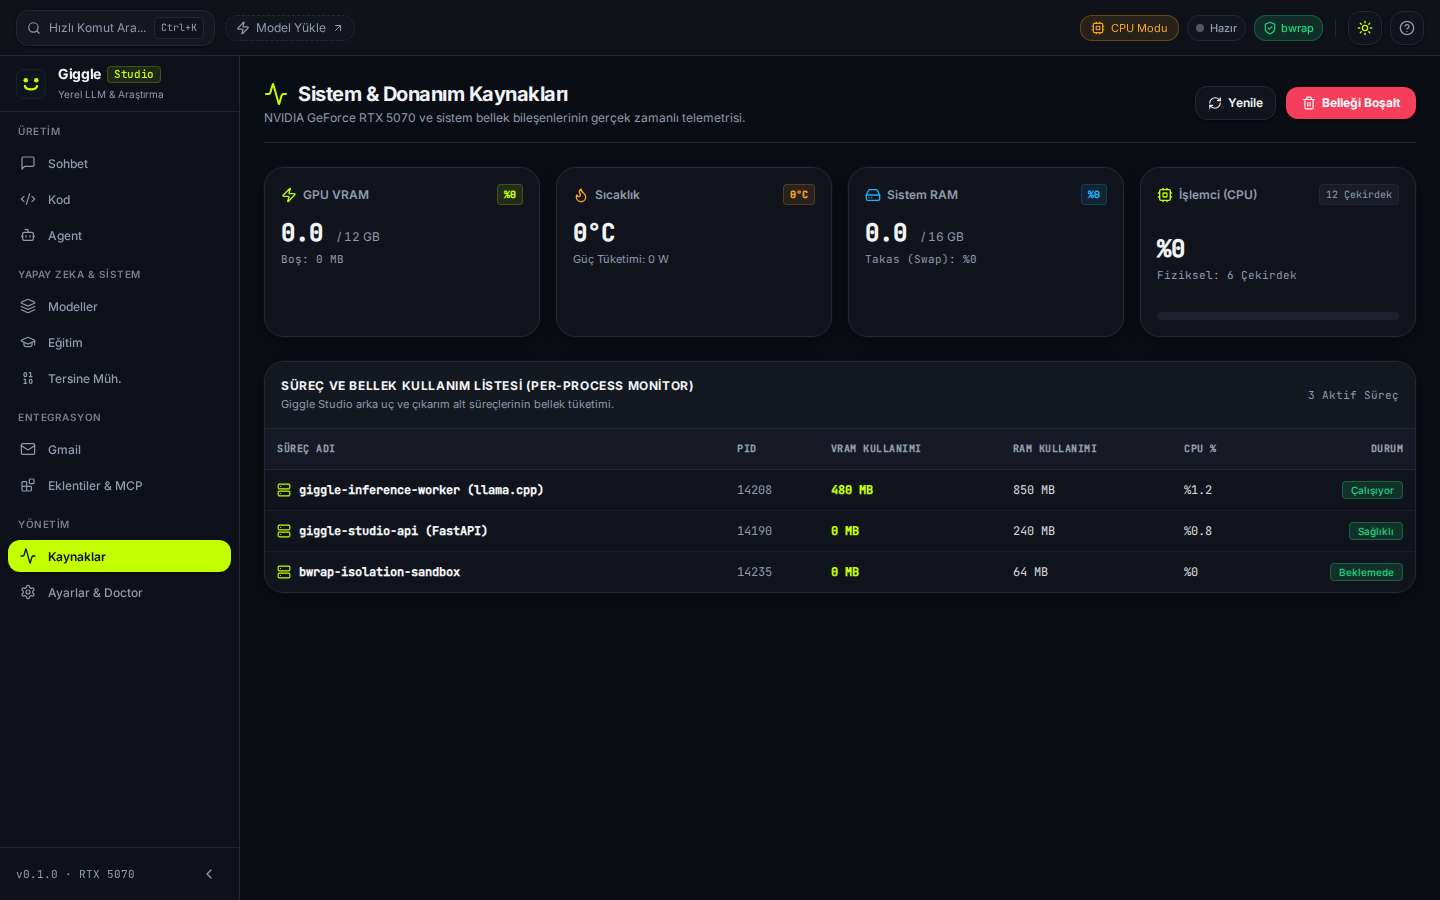 Hızlı Komut Ara... Ctrl+K
Model Yükle
CPU Modu
Hazır
bwrap
Giggle Studio
Yerel LLM & Araştırma
ÜRETİM
Sohbet
Kod
Agent
YAPAY ZEKA & SİSTEM
Modeller
Eğitim
Tersine Müh.
ENTEGRASYON
Gmail
Eklentiler & MCP
YÖNETİM
Kaynaklar
Ayarlar & Doctor
v0.1.0 · RTX 5070
Sistem & Donanım Kaynakları
NVIDIA GeForce RTX 5070 ve sistem bellek bileşenlerinin gerçek zamanlı telemetrisi.
Yenile
Belleği Boşalt
GPU VRAM %0
0.0 / 12 GB
Boş: 0 MB
Sıcaklık 0°C
0°C
Güç Tüketimi: 0 W
Sistem RAM %0
0.0 / 16 GB
Takas (Swap): %0
İşlemci (CPU) 12 Çekirdek
%0
Fiziksel: 6 Çekirdek
SÜREÇ VE BELLEK KULLANIM LİSTESİ (PER-PROCESS MONİTOR)
Giggle Studio arka uç ve çıkarım alt süreçlerinin bellek tüketimi.
3 Aktif Süreç
SÜREÇ ADI PID VRAM KULLANIMI RAM KULLANIMI CPU % DURUM
giggle-inference-worker (llama.cpp) 14208 480 MB 850 MB %1.2 Çalışıyor
giggle-studio-api (FastAPI) 14190 0 MB 240 MB %0.8 Sağlıklı
bwrap-isolation-sandbox 14235 0 MB 64 MB %0 Beklemede